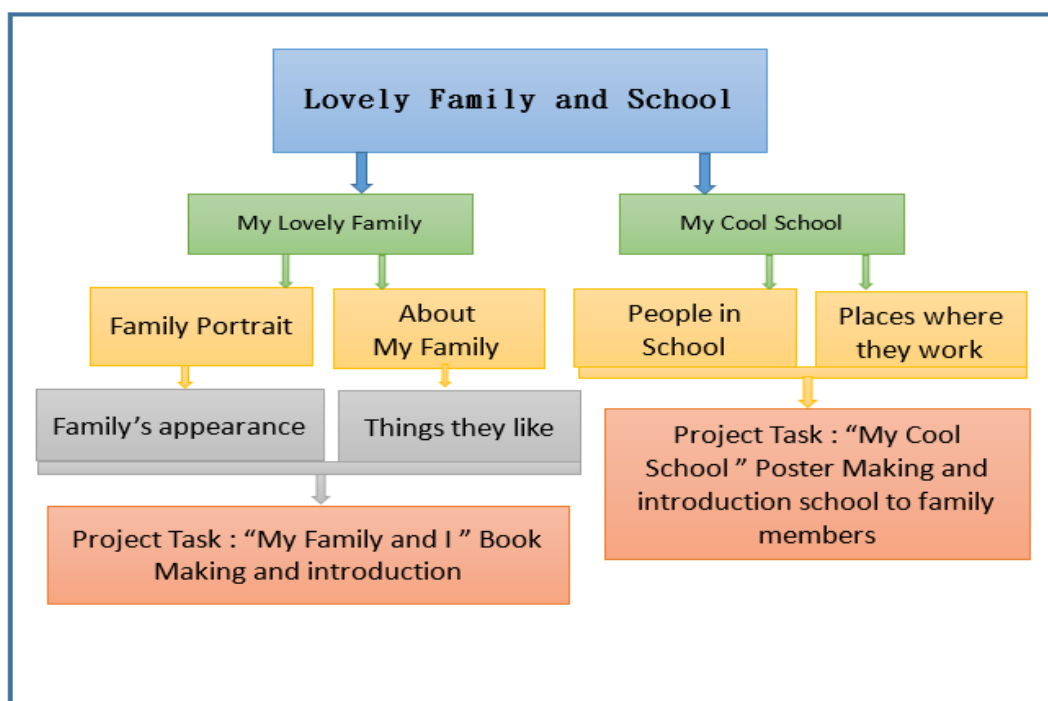 Lovely Family and School
My Lovely Family
My Cool School
Family Portrait
About
My Family
People in
School
Places where
they work
Family’s appearance
Things they like
Project Task : “My Cool
School ” Poster Making and
introduction school to family
members
Project Task : “My Family and I ” Book
Making and introduction